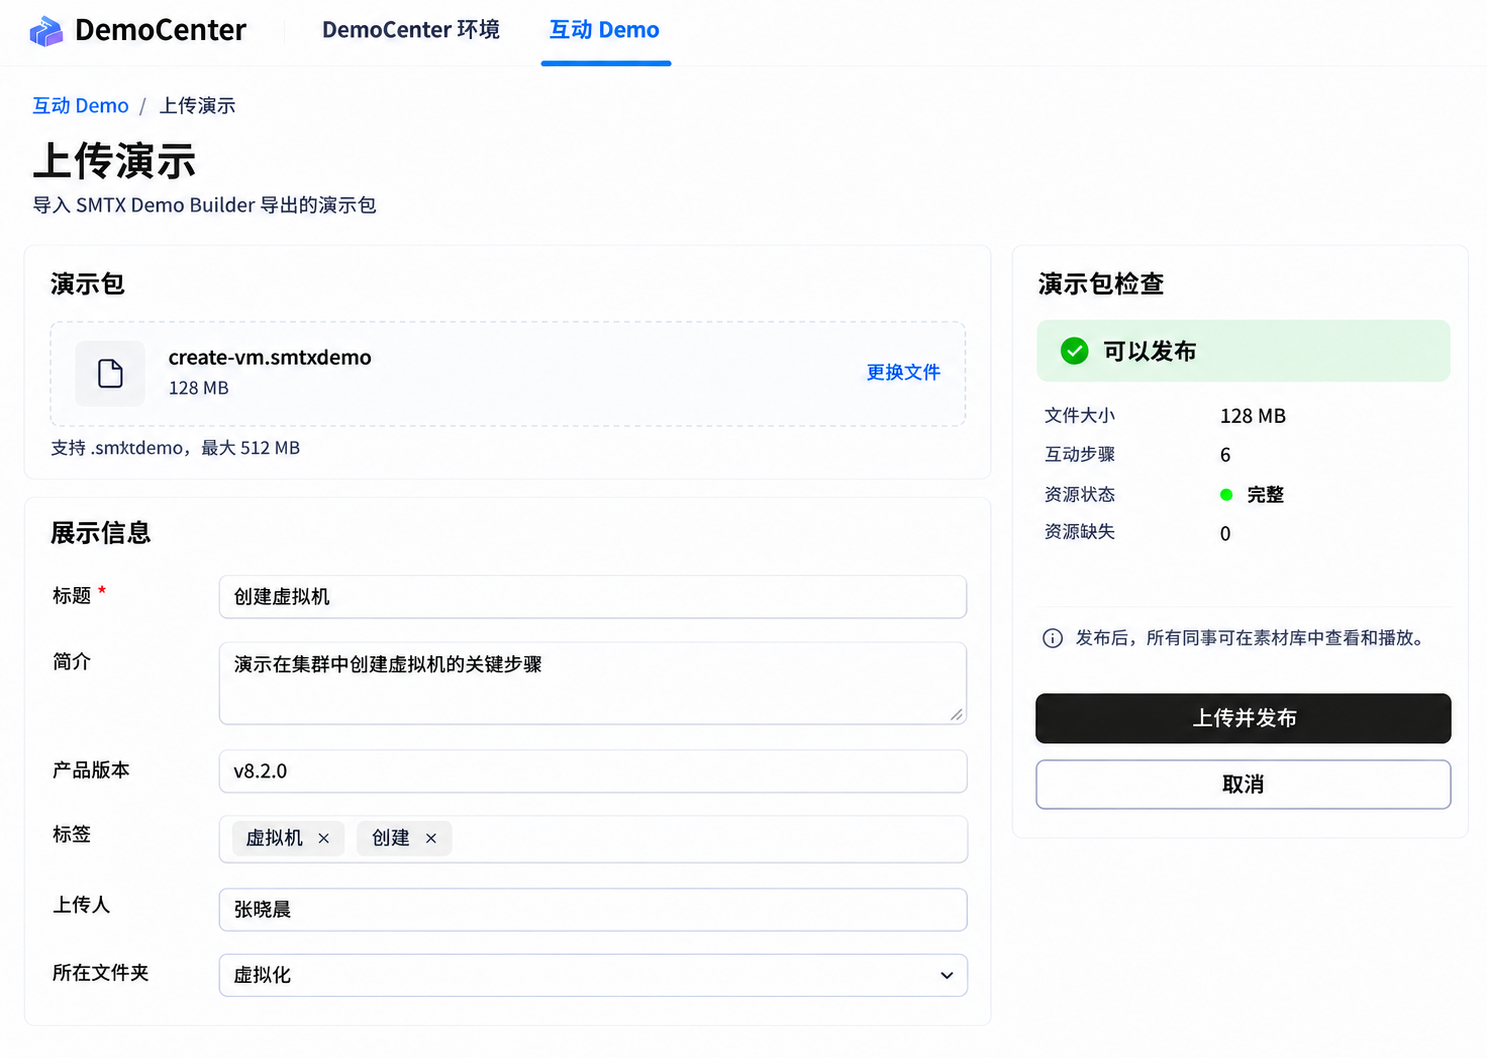 DemoCenter
DemoCenter 环境
互动 Demo
互动 Demo / 上传演示
上传演示
导入 SMTX Demo Builder 导出的演示包
演示包
create-vm.smtxdemo
128 MB
更换文件
支持 .smxtdemo，最大 512 MB
展示信息
标题 *
创建虚拟机
简介
演示在集群中创建虚拟机的关键步骤
产品版本
v8.2.0
标签
虚拟机 × 创建 ×
上传人
张晓晨
所在文件夹
虚拟化
演示包检查
可以发布
文件大小 128 MB
互动步骤 6
资源状态 完整
资源缺失 0
发布后，所有同事可在素材库中查看和播放。
上传并发布
取消